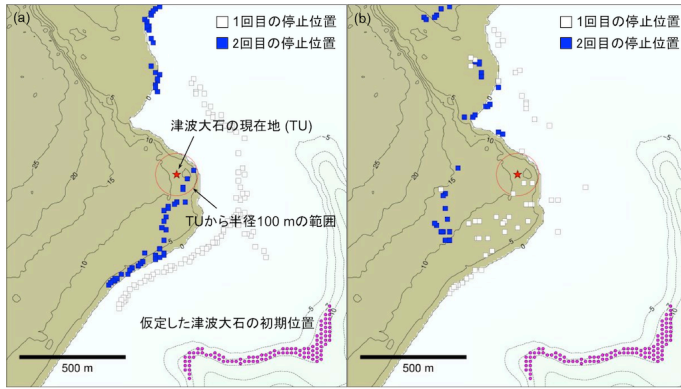 (a)
1回目の停止位置
2回目の停止位置
津波大石の現在地 (TU)
TUから半径100 mの範囲
仮定した津波大石の初期位置
500 m
(b)
1回目の停止位置
2回目の停止位置
500 m